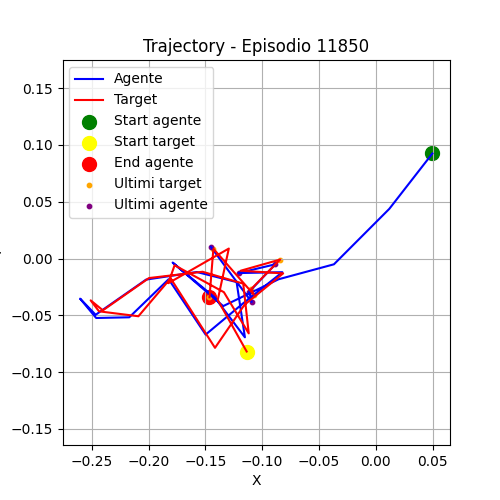 Trajectory - Episodio 11850
Agente
Target
Start agente
Start target
End agente
Ultimi target
Ultimi agente
0.15
0.10
0.05
0.00
−0.05
−0.10
−0.15
−0.25 −0.20 −0.15 −0.10 −0.05 0.00 0.05
X